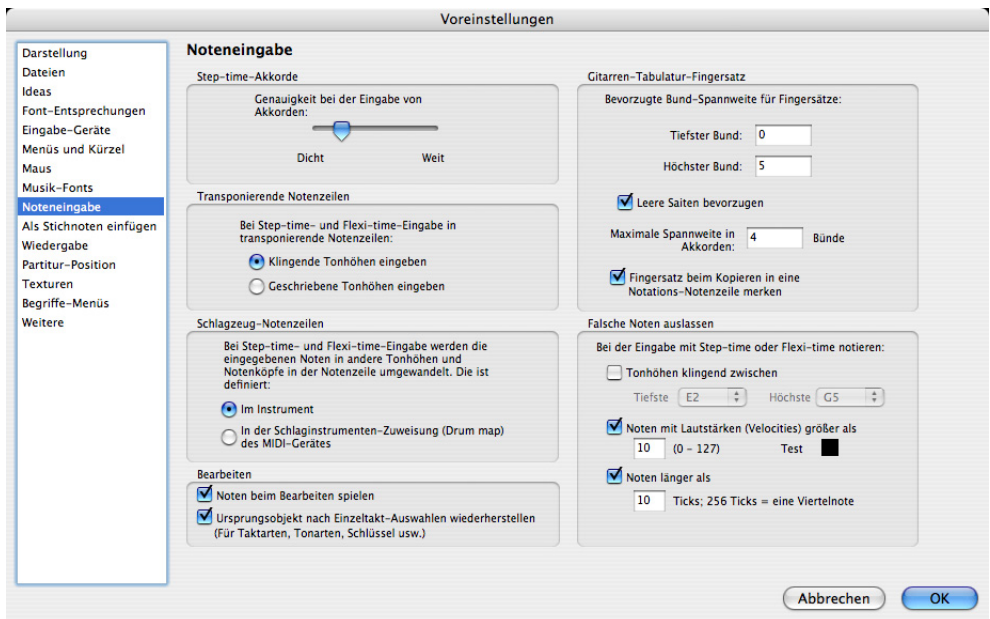 Voreinstellungen
Darstellung
Dateien
Ideas
Font-Entsprechungen
Eingabe-Geräte
Menüs und Kürzel
Maus
Musik-Fonts
Noteneingabe
Als Stichnoten einfügen
Wiedergabe
Partitur-Position
Texturen
Begriffe-Menüs
Weitere
Noteneingabe
Step-time-Akkorde
Genauigkeit bei der Eingabe von
Akkorden:
Dicht Weit
Transponierende Notenzeilen
Bei Step-time- und Flexi-time-Eingabe in
transponierende Notenzeilen:
Klingende Tonhöhen eingeben
Geschriebene Tonhöhen eingeben
Schlagzeug-Notenzeilen
Bei Step-time- und Flexi-time-Eingabe werden die
eingegebenen Noten in andere Tonhöhen und
Notenköpfe in der Notenzeile umgewandelt. Die ist
definiert:
Im Instrument
In der Schlaginstrumenten-Zuweisung (Drum map)
des MIDI-Gerätes
Bearbeiten
Noten beim Bearbeiten spielen
Ursprungsobjekt nach Einzeltakt-Auswahlen wiederherstellen
(Für Taktarten, Tonarten, Schlüssel usw.)
Gitarren-Tabulatur-Fingersatz
Bevorzugte Bund-Spannweite für Fingersätze:
Tiefster Bund: 0
Höchster Bund: 5
Leere Saiten bevorzugen
Maximale Spannweite in
Akkorden: 4 Bünde
Fingersatz beim Kopieren in eine
Notations-Notenzeile merken
Falsche Noten auslassen
Bei der Eingabe mit Step-time oder Flexi-time notieren:
Tonhöhen klingend zwischen
Tiefste E2 Höchste G5
Noten mit Lautstärken (Velocities) größer als
10 (0 – 127) Test
Noten länger als
10 Ticks; 256 Ticks = eine Viertelnote
Abbrechen OK